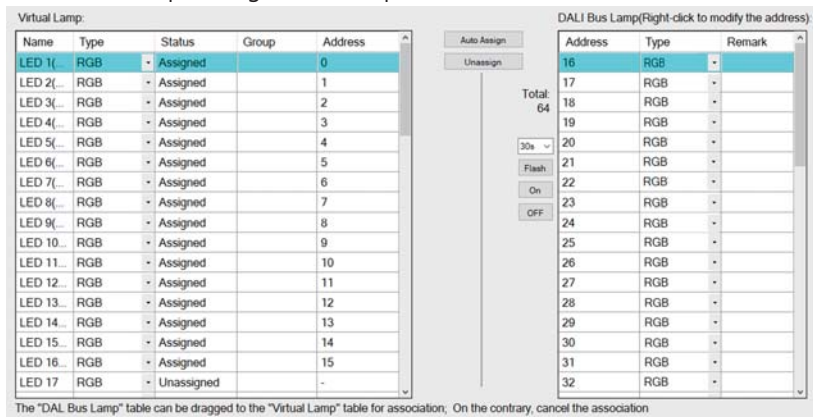 Virtual Lamp:
Name Type Status Group Address
LED 1(... RGB Assigned 0
LED 2(... RGB Assigned 1
LED 3(... RGB Assigned 2
LED 4(... RGB Assigned 3
LED 5(... RGB Assigned 4
LED 6(... RGB Assigned 5
LED 7(... RGB Assigned 6
LED 8(... RGB Assigned 7
LED 9(... RGB Assigned 8
LED 10... RGB Assigned 9
LED 11... RGB Assigned 10
LED 12... RGB Assigned 11
LED 13... RGB Assigned 12
LED 14... RGB Assigned 13
LED 15... RGB Assigned 14
LED 16... RGB Assigned 15
LED 17 RGB Unassigned -
Auto Assign
Unassign
Total:
64
30s
Flash
On
OFF
DALI Bus Lamp(Right-click to modify the address):
Address Type Remark
16 RGB
17 RGB
18 RGB
19 RGB
20 RGB
21 RGB
22 RGB
23 RGB
24 RGB
25 RGB
26 RGB
27 RGB
28 RGB
29 RGB
30 RGB
31 RGB
32 RGB
The "DAL Bus Lamp" table can be dragged to the "Virtual Lamp" table for association; On the contrary, cancel the association